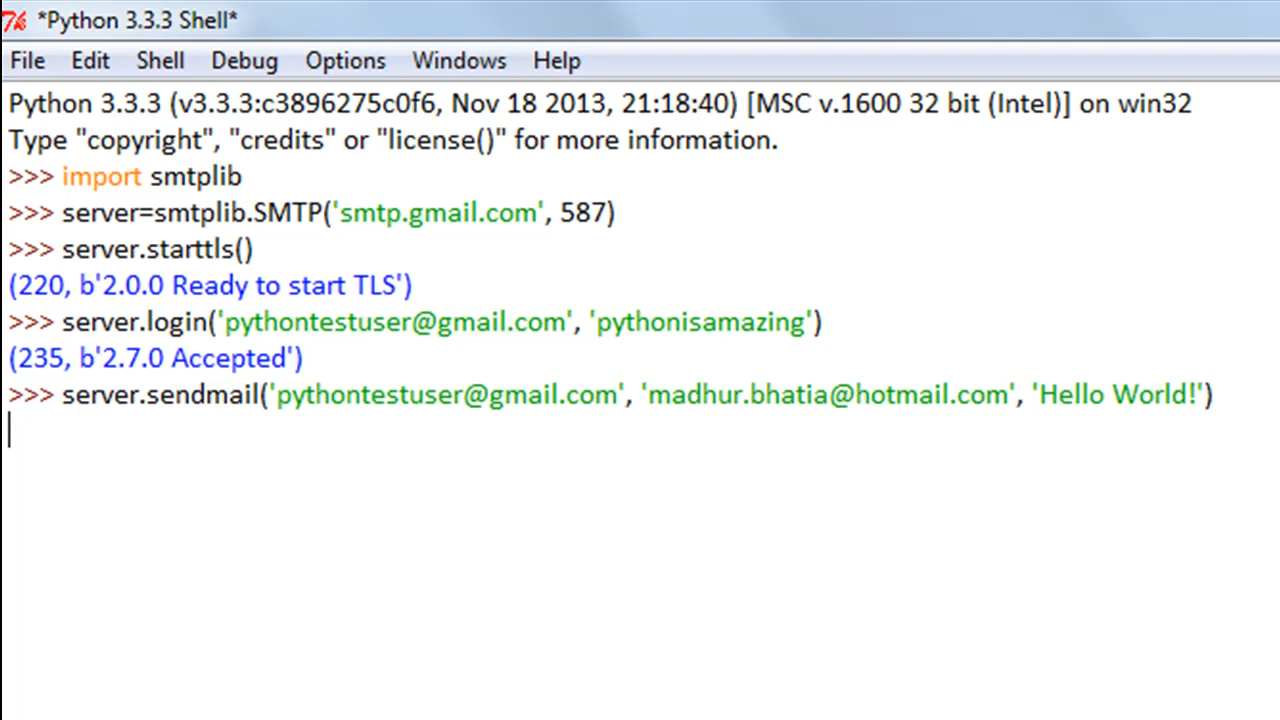 *Python 3.3.3 Shell*
File Edit Shell Debug Options Windows Help
Python 3.3.3 (v3.3.3:c3896275c0f6, Nov 18 2013, 21:18:40) [MSC v.1600 32 bit (Intel)] on win32
Type "copyright", "credits" or "license()" for more information.
>>> import smtplib
>>> server=smtplib.SMTP('smtp.gmail.com', 587)
>>> server.starttls()
(220, b'2.0.0 Ready to start TLS')
>>> server.login('pythontestuser@gmail.com', 'pythonisamazing')
(235, b'2.7.0 Accepted')
>>> server.sendmail('pythontestuser@gmail.com', 'madhur.bhatia@hotmail.com', 'Hello World!')